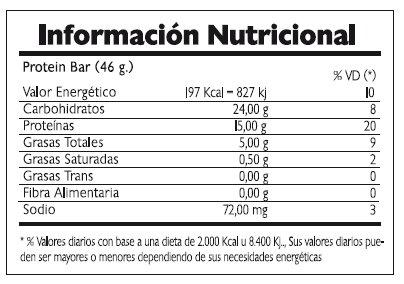 Información Nutricional
Protein Bar (46 g.)
% VD (*)
Valor Energético 197 Kcal = 827 kj 10
Carbohidratos 24,00 g 8
Proteínas 15,00 g 20
Grasas Totales 5,00 g 9
Grasas Saturadas 0,50 g 2
Grasas Trans 0,00 g 0
Fibra Alimentaria 0,00 g 0
Sodio 72,00 mg 3
* % Valores diarios con base a una dieta de 2.000 Kcal u 8.400 Kj.., Sus valores diarios pue-
den ser mayores o menores dependiendo de sus necesidades energéticas